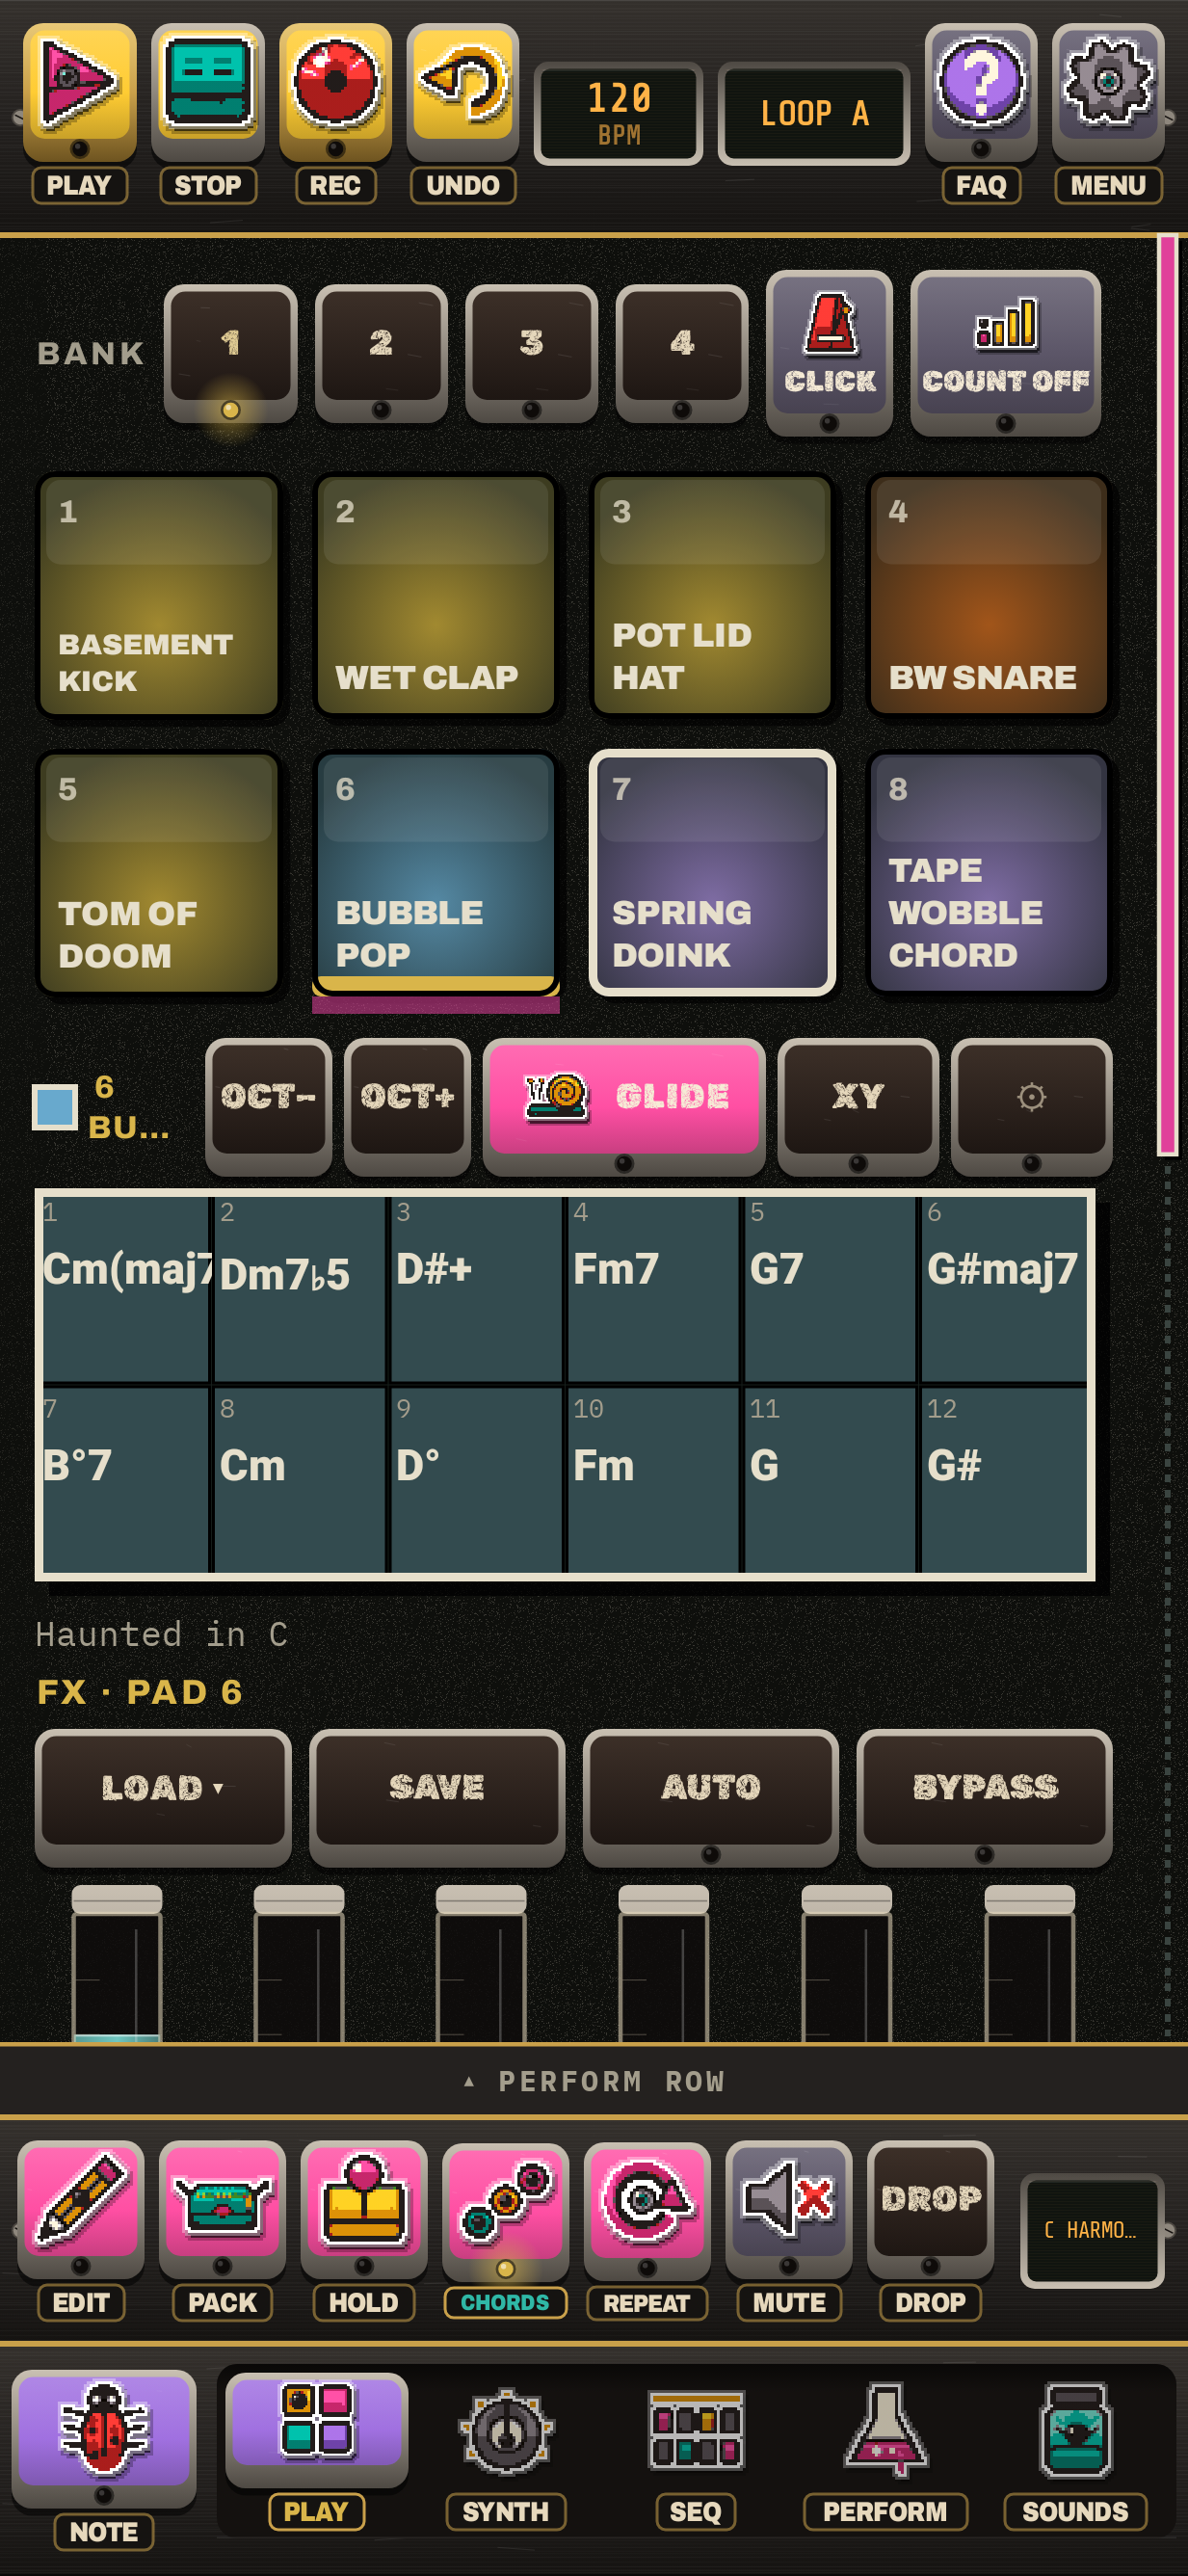 120
BPM
LOOP A
PLAY
STOP
REC
UNDO
FAQ
MENU
BANK
1
2
3
4
CLICK
COUNT OFF
1
BASEMENT
KICK
2
WET CLAP
3
POT LID
HAT
4
BW SNARE
5
TOM OF
DOOM
6
BUBBLE
POP
7
SPRING
DOINK
8
TAPE
WOBBLE
CHORD
6
BU...
OCT-
OCT+
GLIDE
XY
1
Cm(maj7
2
Dm7♭5
3
D#+
4
Fm7
5
G7
6
G#maj7
7
B°7
8
Cm
9
D°
10
Fm
11
G
12
G#
Haunted in C
FX · PAD 6
LOAD ▾
SAVE
AUTO
BYPASS
▴ PERFORM ROW
DROP
C HARMO…
EDIT
PACK
HOLD
CHORDS
REPEAT
MUTE
DROP
NOTE
PLAY
SYNTH
SEQ
PERFORM
SOUNDS